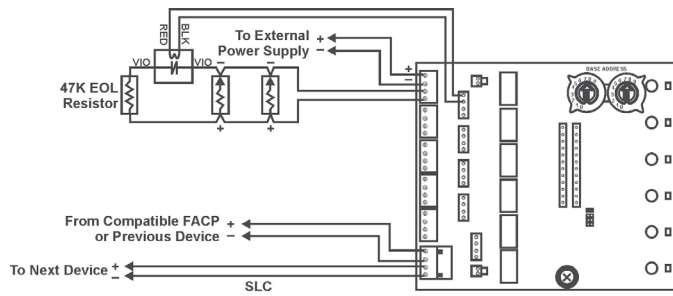 RED
BLK
VIO
VIO
To External
Power Supply
+
−
47K EOL
Resistor
−
−
+
+
+
−
BASE ADDRESS
From Compatible FACP
or Previous Device
+
−
To Next Device
+
−
SLC